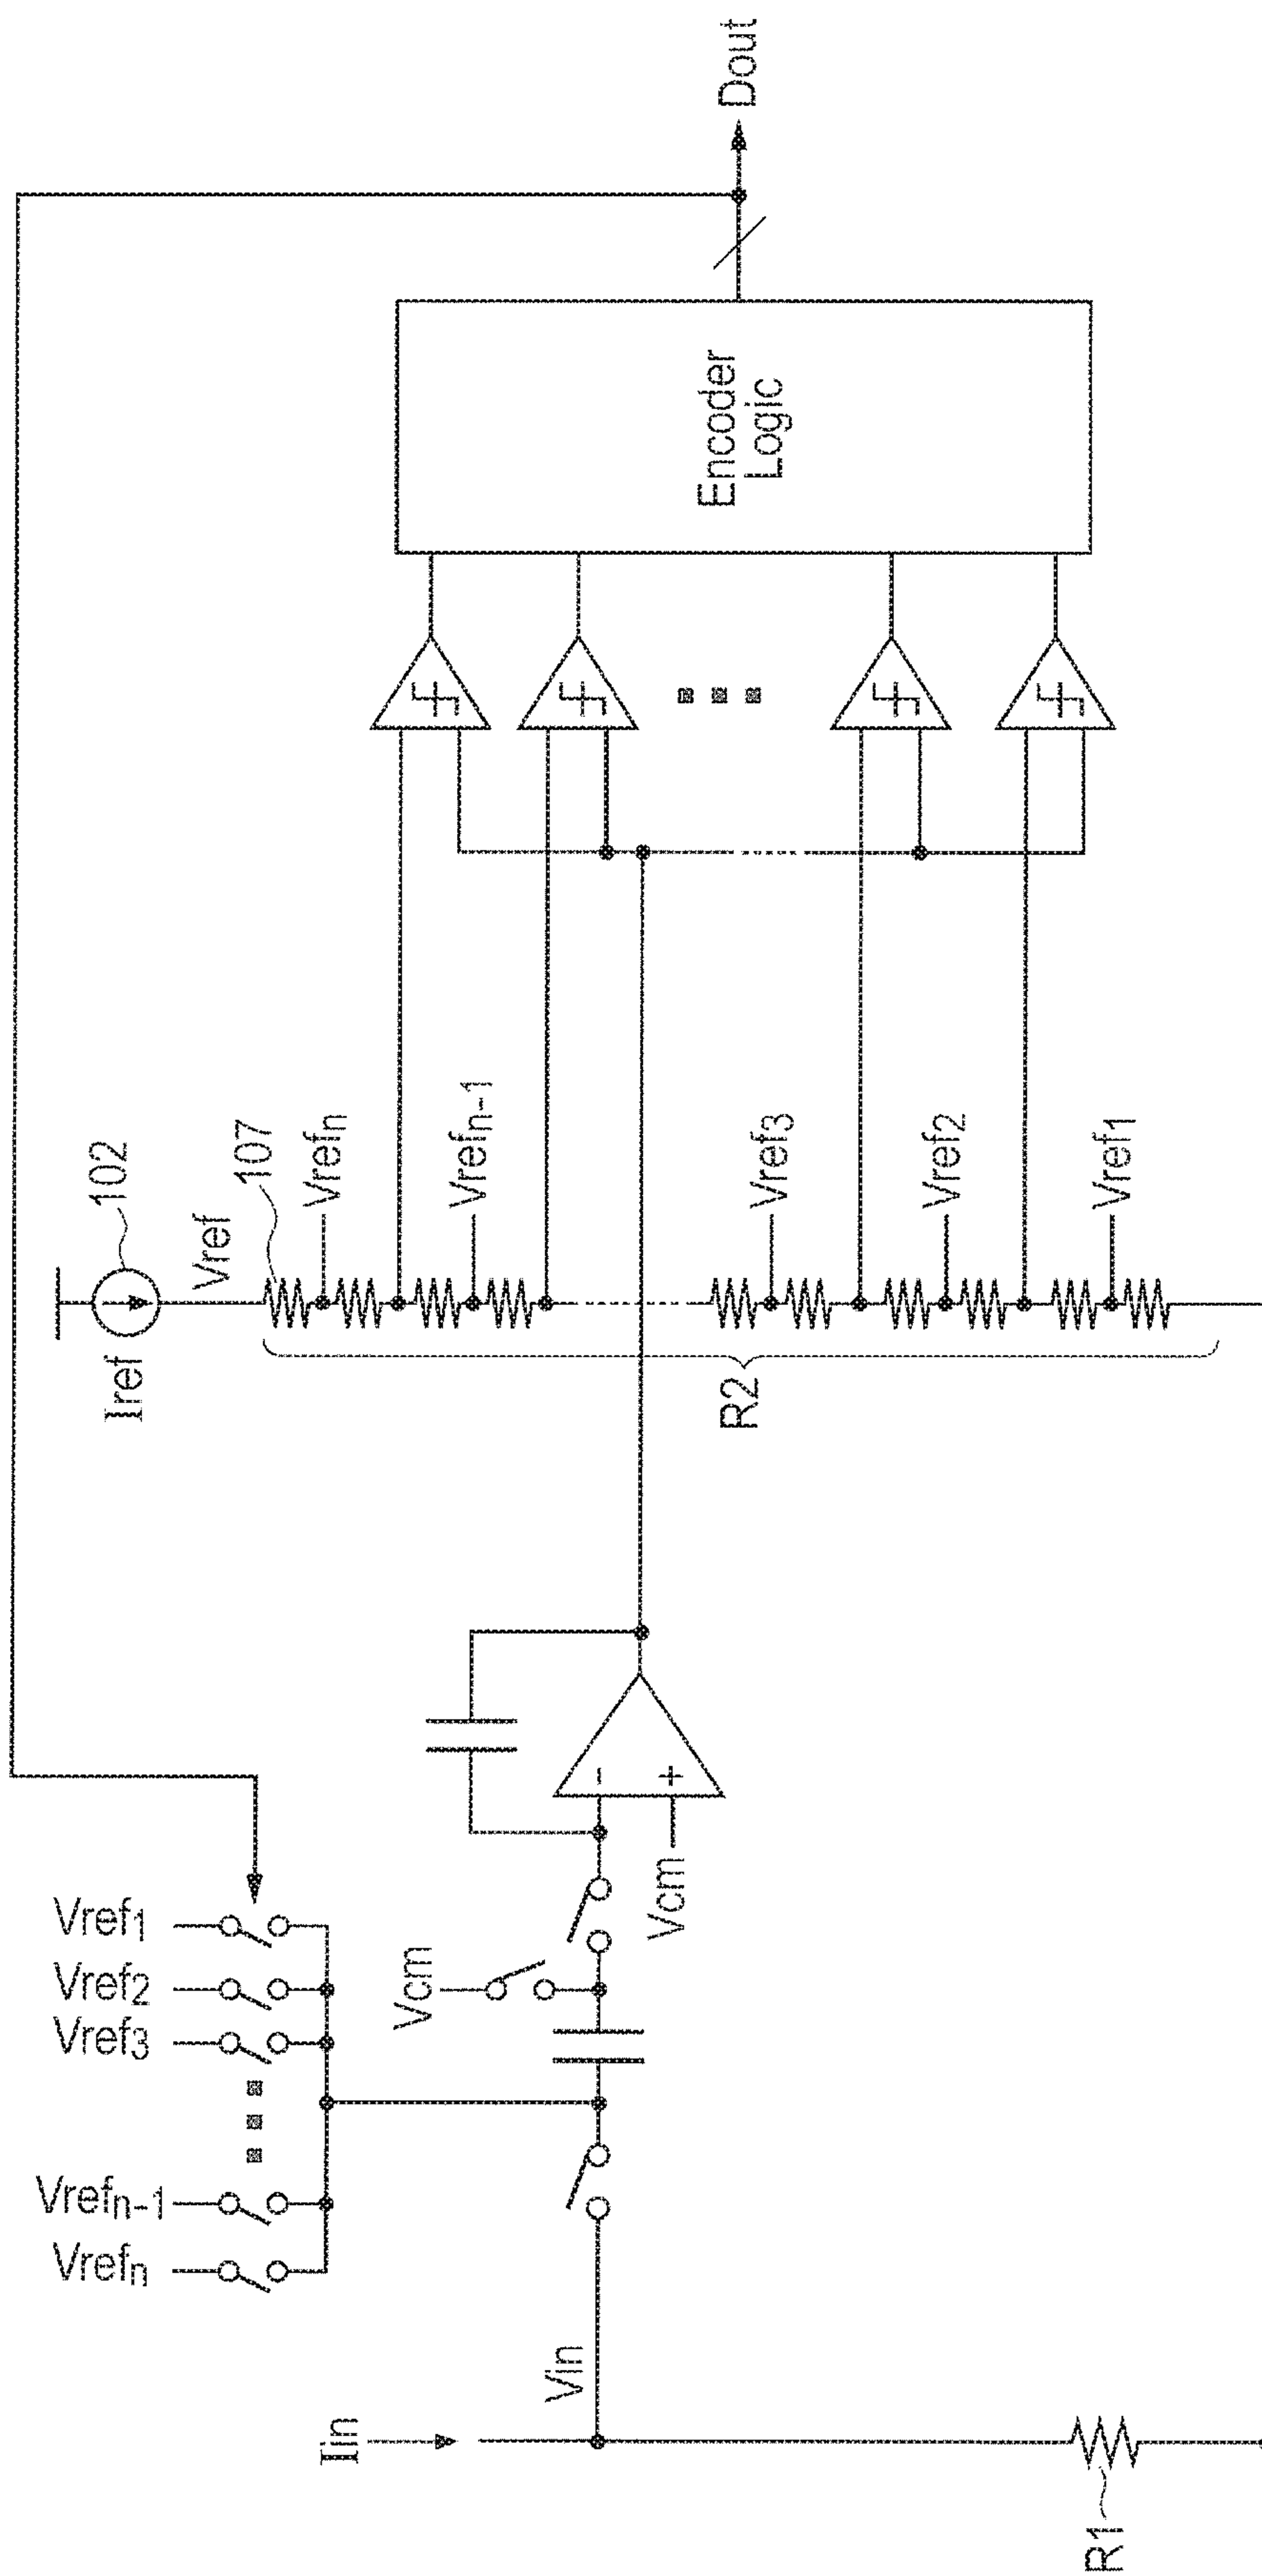 Iin
Vin
R1
Vrefn
Vrefn-1
Vref3
Vref2
Vref1
Vcm
Vcm
-
+
Iref
102
Vref
107
Vrefn
Vrefn-1
R2
Vref3
Vref2
Vref1
Encoder
Logic
Dout